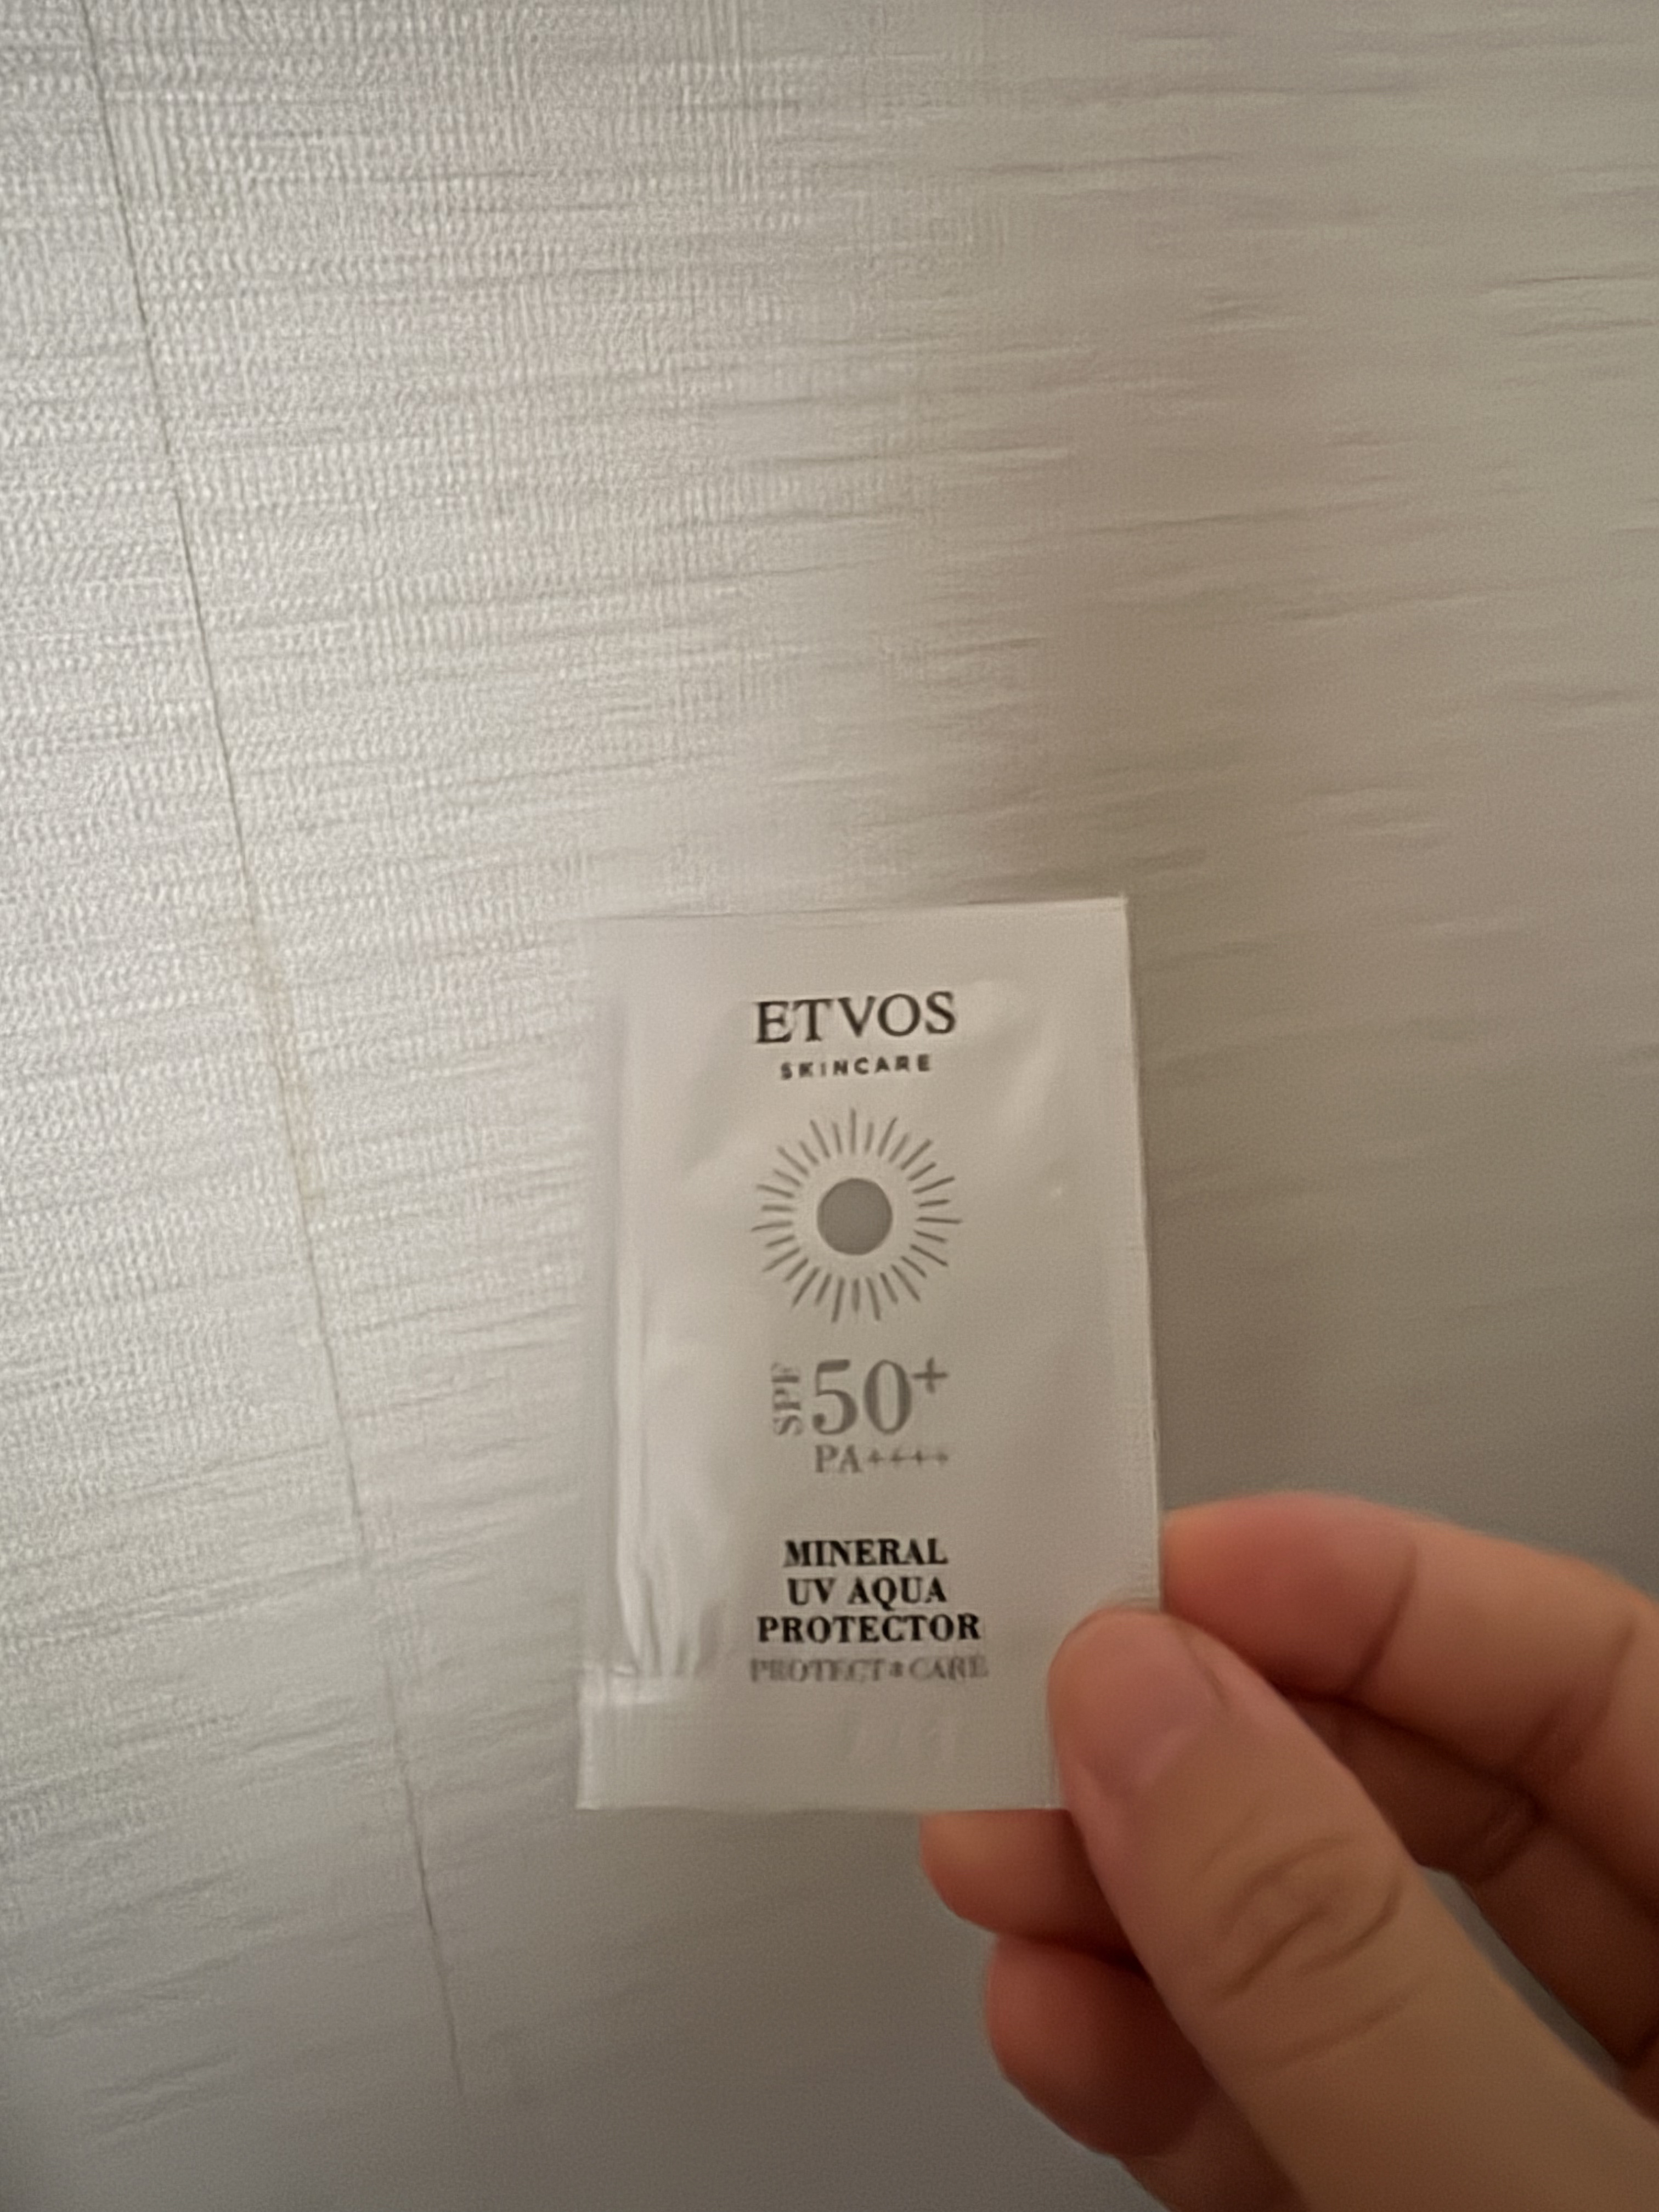 ETVOS
SKINCARE
SPF 50+
PA++++
MINERAL
UV AQUA
PROTECTOR
PROTECT & CARE